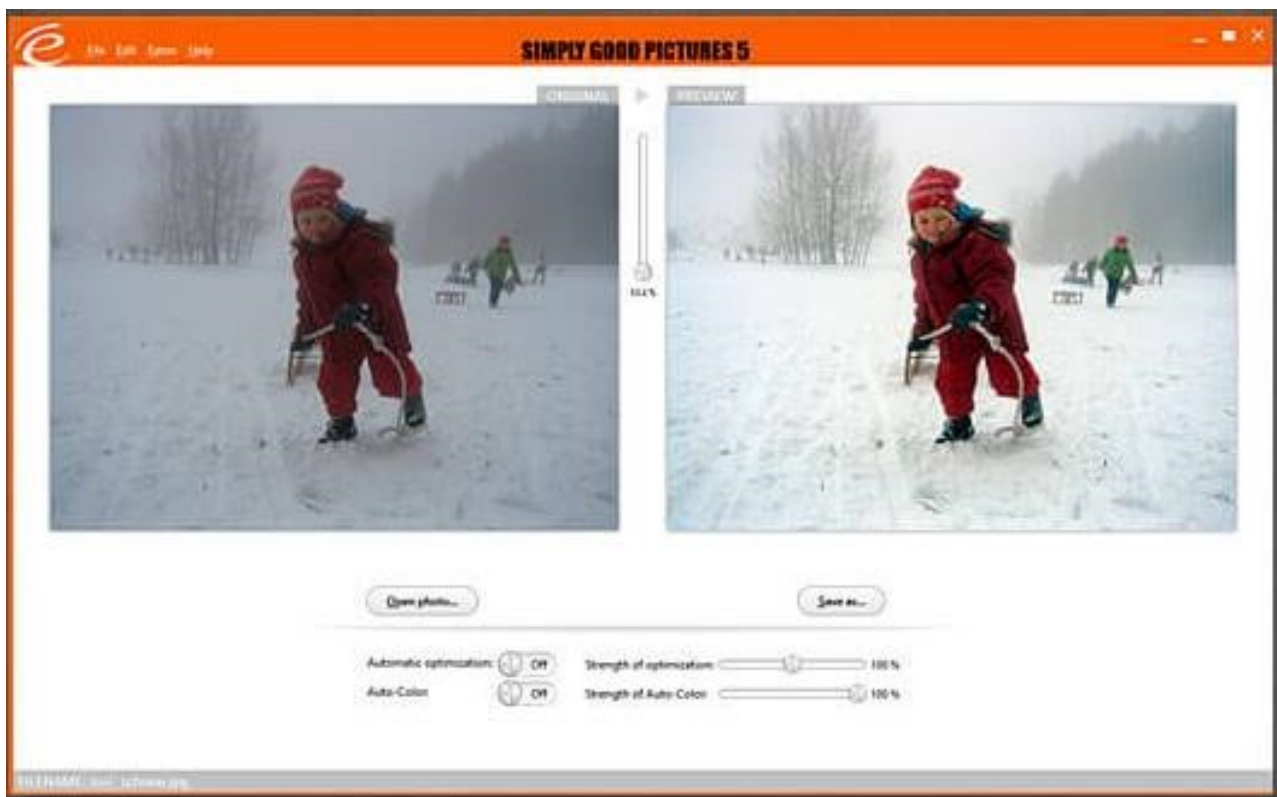 File Edit Extras Help
SIMPLY GOOD PICTURES 5
ORIGINAL
PREVIEW
Open photo...
Save as...
Automatic optimization: Off
Strength of optimization: 100 %
Auto-Color: Off
Strength of Auto-Color: 100 %
FILENAME: